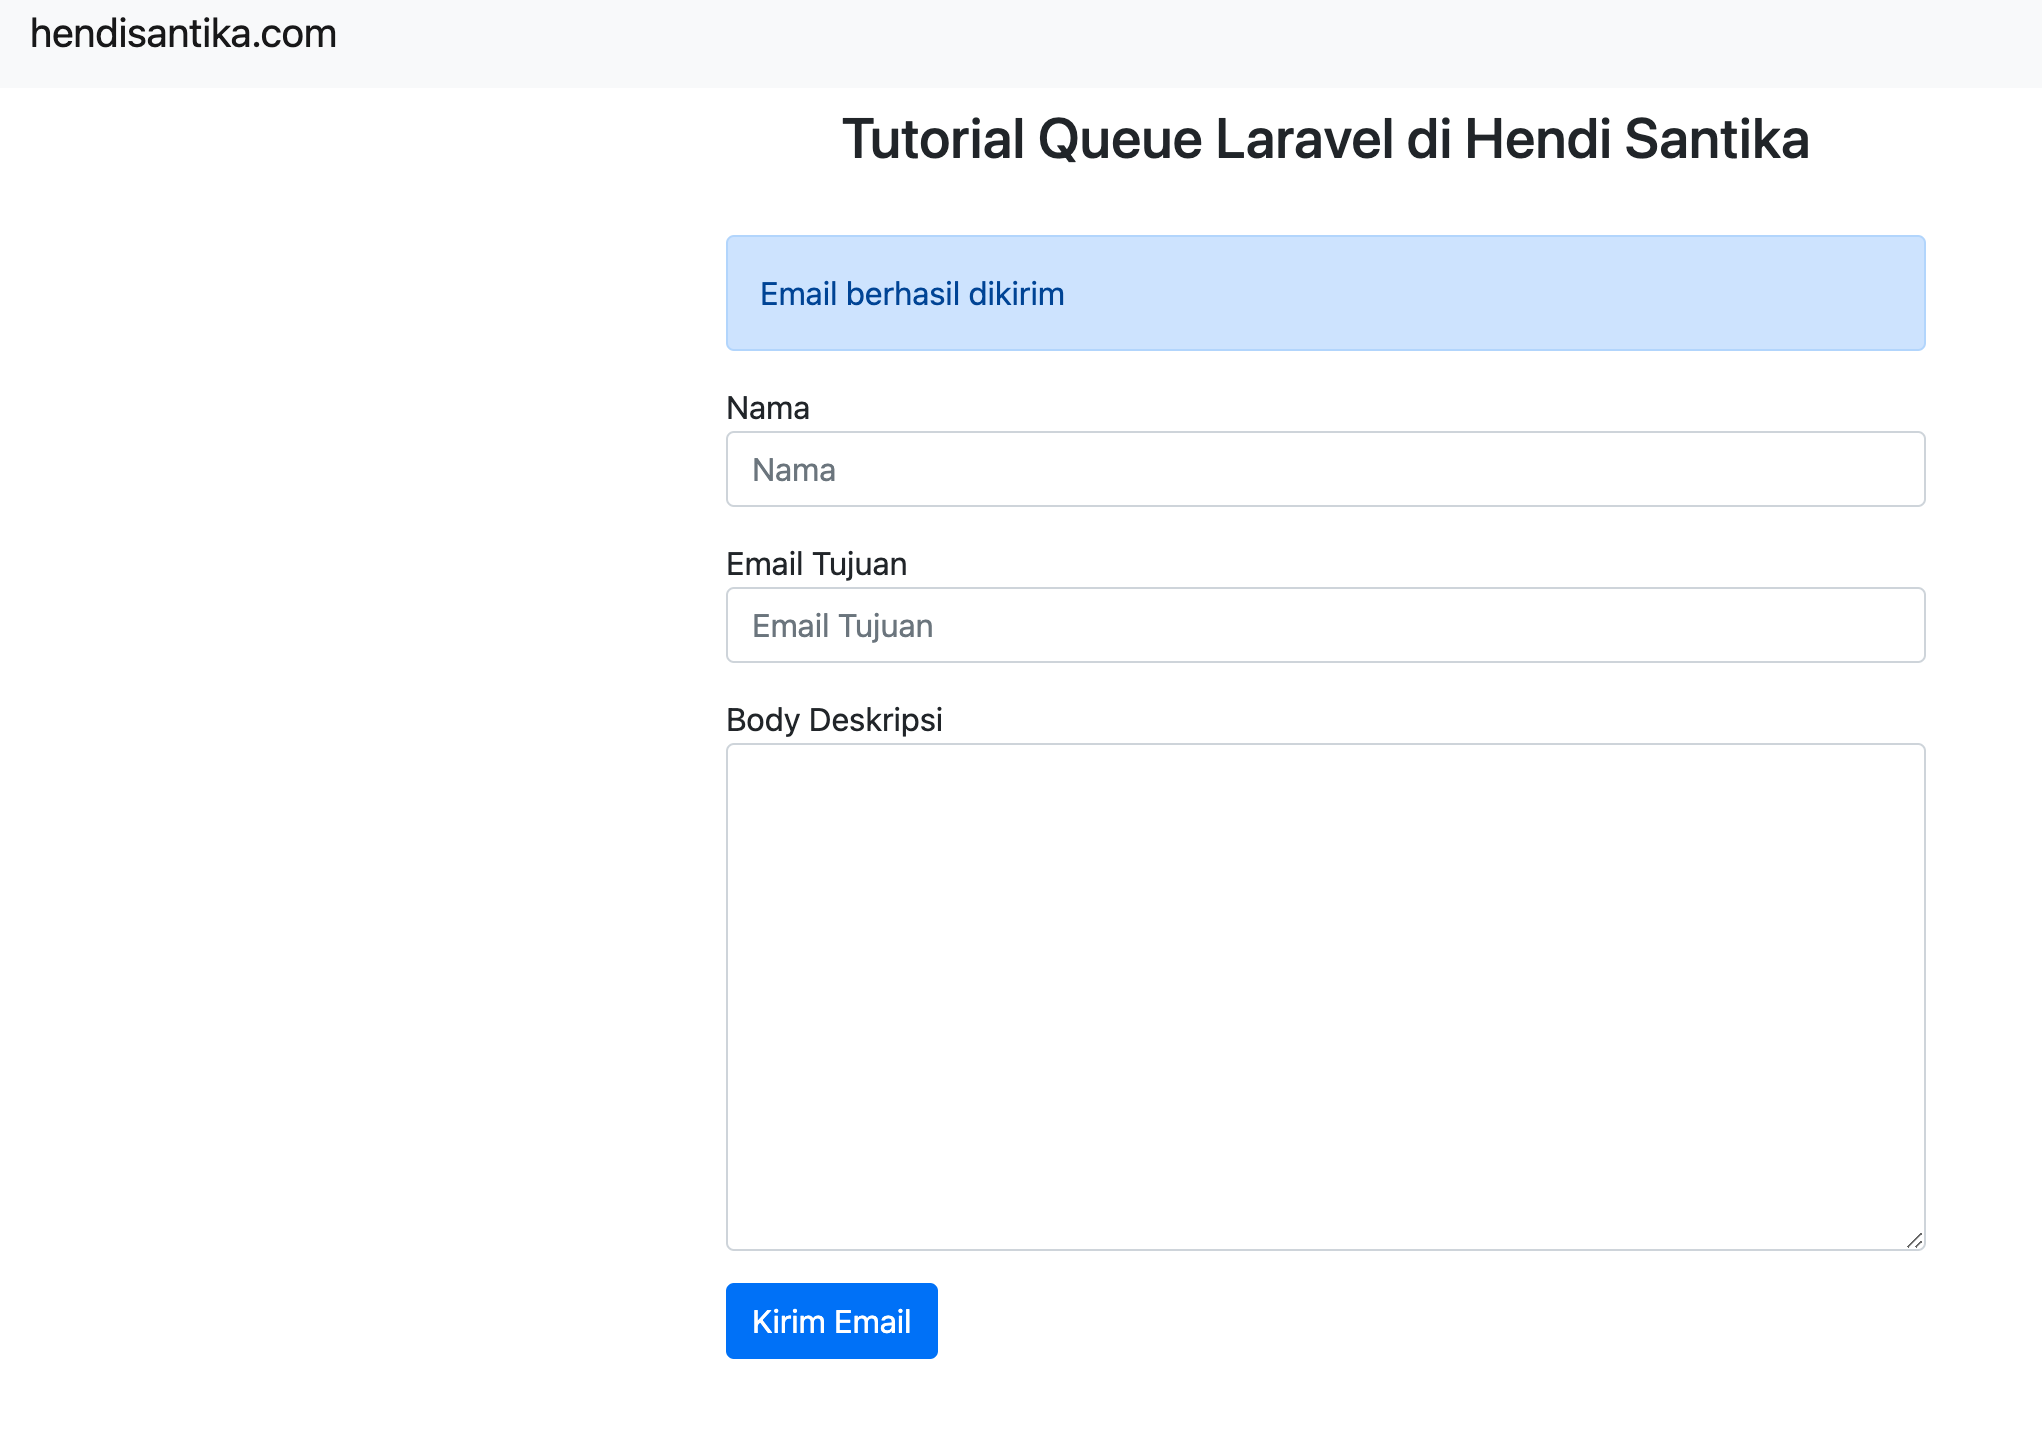 hendisantika.com
Tutorial Queue Laravel di Hendi Santika
Email berhasil dikirim
Nama
Nama
Email Tujuan
Email Tujuan
Body Deskripsi
Kirim Email